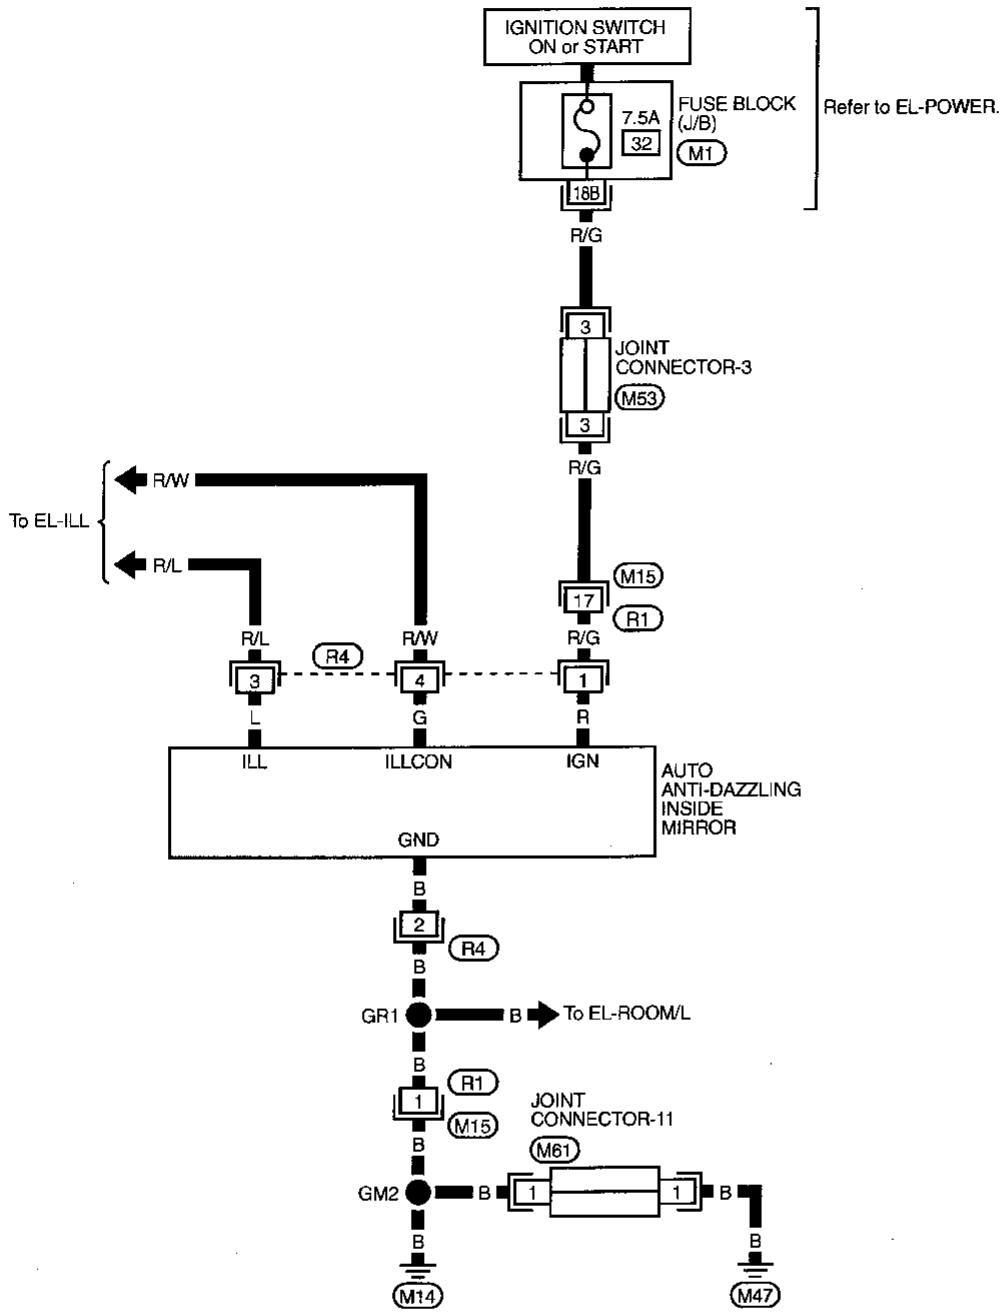 IGNITION SWITCH
ON or START
7.5A
32
FUSE BLOCK
(J/B)
M1
Refer to EL-POWER.
18B
R/G
3
JOINT
CONNECTOR-3
M53
3
R/G
R/W
To EL-ILL
R/L
M15
17
R1
R/L
R/W
R/G
R4
3
4
1
L
G
R
ILL
ILLCON
IGN
AUTO
ANTI-DAZZLING
INSIDE
MIRROR
GND
B
2
R4
B
GR1
B
To EL-ROOM/L
B
R1
1
M15
JOINT
CONNECTOR-11
B
M61
GM2
B
1
1
B
B
B
M14
M47